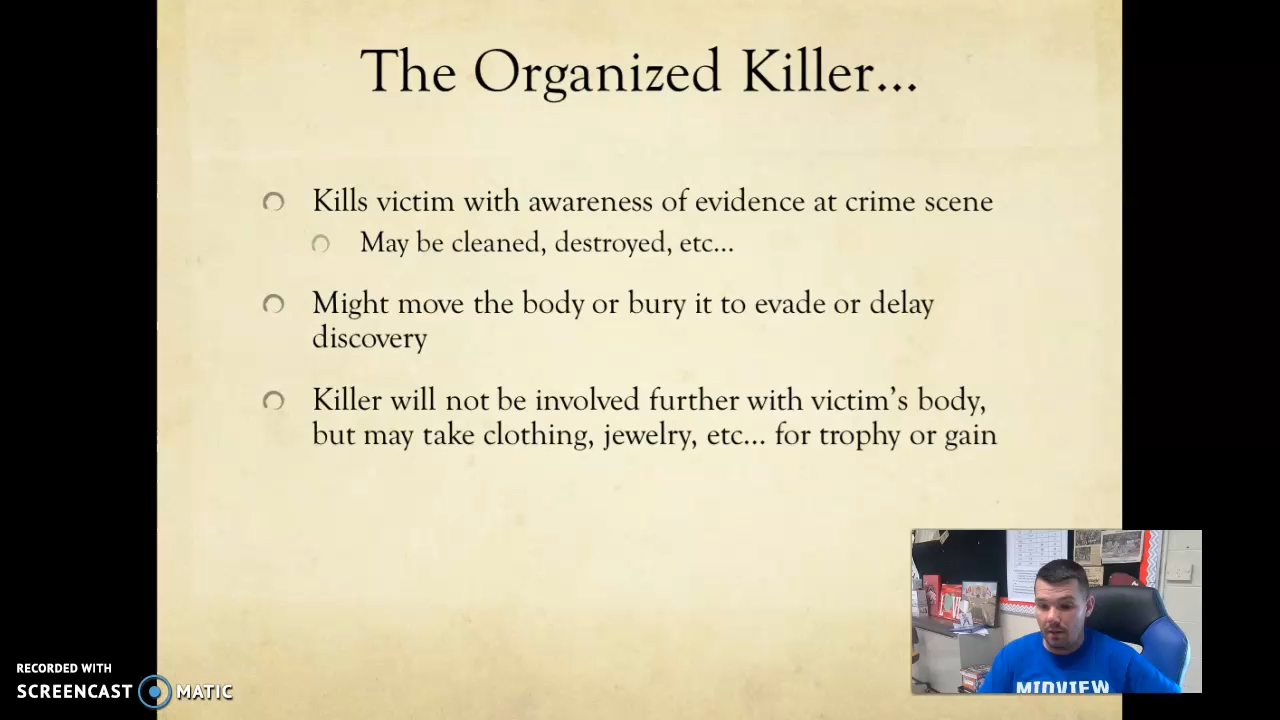 The Organized Killer...
Kills victim with awareness of evidence at crime scene
May be cleaned, destroyed, etc...
Might move the body or bury it to evade or delay
discovery
Killer will not be involved further with victim's body,
but may take clothing, jewelry, etc... for trophy or gain
RECORDED WITH
SCREENCAST MATIC
MIDVIEW